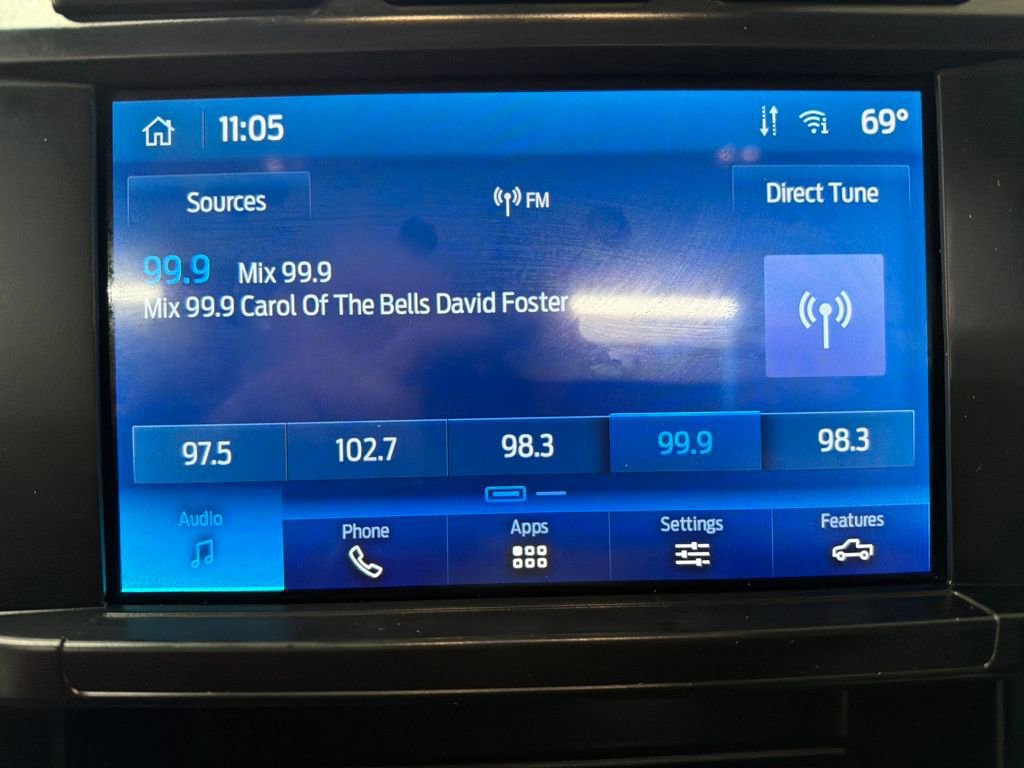 11:05 69°
Sources FM Direct Tune
99.9 Mix 99.9
Mix 99.9 Carol Of The Bells David Foster
97.5 102.7 98.3 99.9 98.3
Audio Phone Apps Settings Features